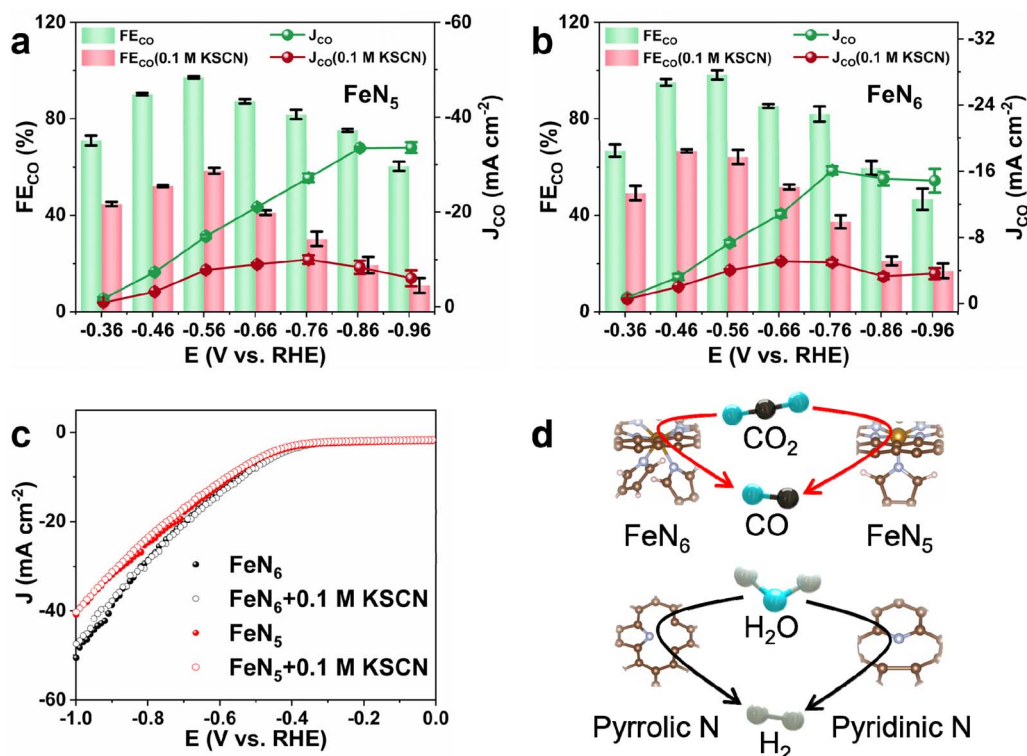 a
FE_CO
FE_CO(0.1 M KSCN)
J_CO
J_CO(0.1 M KSCN)
FeN5
120
80
40
0
FE_CO (%)
-60
-40
-20
0
J_CO (mA cm⁻²)
-0.36 -0.46 -0.56 -0.66 -0.76 -0.86 -0.96
E (V vs. RHE)
b
FE_CO
FE_CO(0.1 M KSCN)
J_CO
J_CO(0.1 M KSCN)
FeN6
120
80
40
0
FE_CO (%)
-32
-24
-16
-8
0
J_CO (mA cm⁻²)
-0.36 -0.46 -0.56 -0.66 -0.76 -0.86 -0.96
E (V vs. RHE)
c
0
-20
-40
-60
J (mA cm⁻²)
FeN6
FeN6+0.1 M KSCN
FeN5
FeN5+0.1 M KSCN
-1.0 -0.8 -0.6 -0.4 -0.2 0.0
E (V vs. RHE)
d
CO2
CO
FeN6
FeN5
H2O
Pyrrolic N
Pyridinic N
H2